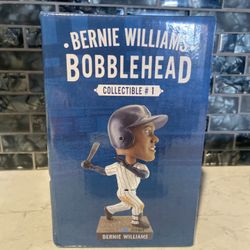 • BERNIE WILLIAMS •
BOBBLEHEAD
COLLECTIBLE #1
BERNIE WILLIAMS